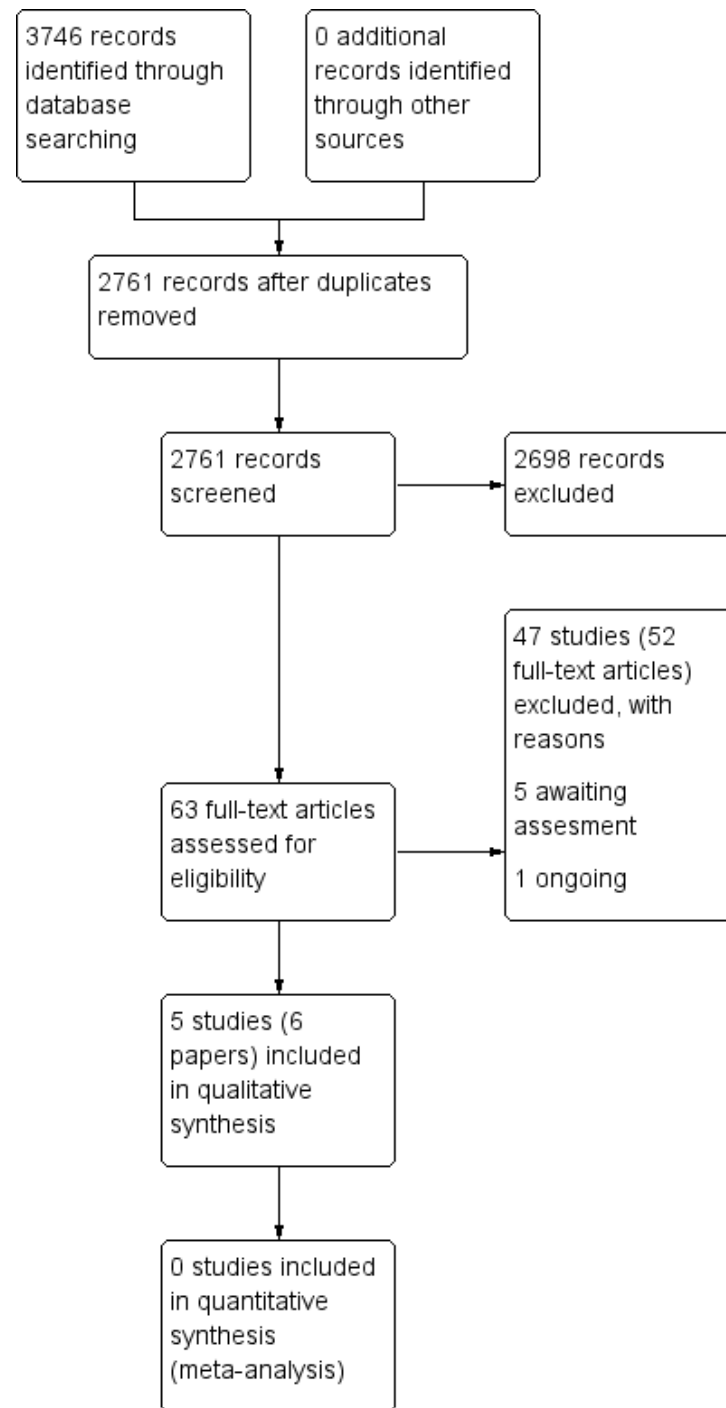 3746 records
identified through
database
searching
0 additional
records identified
through other
sources
2761 records after duplicates
removed
2761 records
screened
2698 records
excluded
47 studies (52
full-text articles)
excluded, with
reasons
5 awaiting
assesment
1 ongoing
63 full-text articles
assessed for
eligibility
5 studies (6
papers) included
in qualitative
synthesis
0 studies included
in quantitative
synthesis
(meta-analysis)